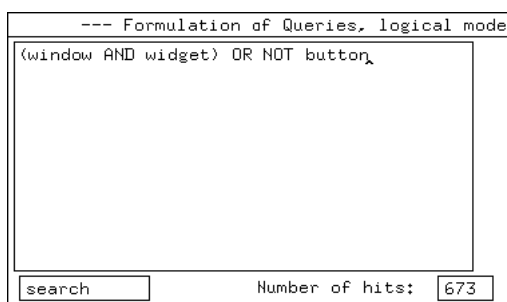 --- Formulation of Queries, logical mode
(window AND widget) OR NOT button
search
Number of hits: 673